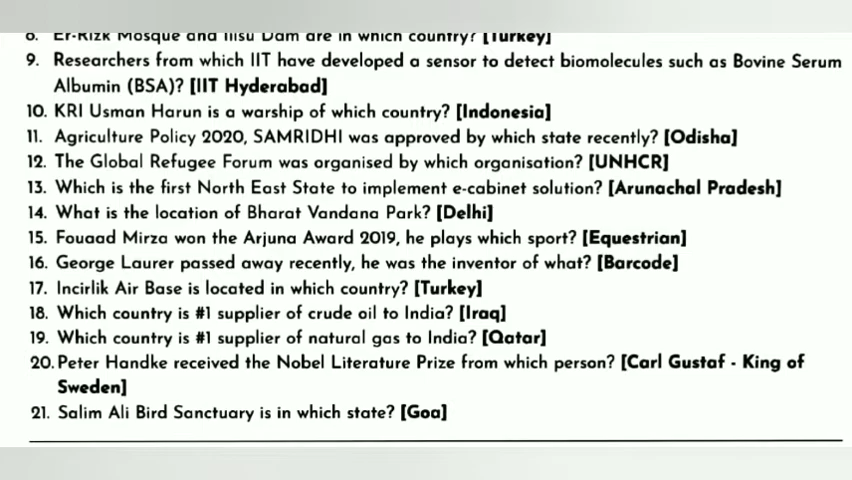 8. Er-Rizk Mosque and Ilisu Dam are in which country? [Turkey]
9. Researchers from which IIT have developed a sensor to detect biomolecules such as Bovine Serum
Albumin (BSA)? [IIT Hyderabad]
10. KRI Usman Harun is a warship of which country? [Indonesia]
11. Agriculture Policy 2020, SAMRIDHI was approved by which state recently? [Odisha]
12. The Global Refugee Forum was organised by which organisation? [UNHCR]
13. Which is the first North East State to implement e-cabinet solution? [Arunachal Pradesh]
14. What is the location of Bharat Vandana Park? [Delhi]
15. Fouaad Mirza won the Arjuna Award 2019, he plays which sport? [Equestrian]
16. George Laurer passed away recently, he was the inventor of what? [Barcode]
17. Incirlik Air Base is located in which country? [Turkey]
18. Which country is #1 supplier of crude oil to India? [Iraq]
19. Which country is #1 supplier of natural gas to India? [Qatar]
20. Peter Handke received the Nobel Literature Prize from which person? [Carl Gustaf - King of
Sweden]
21. Salim Ali Bird Sanctuary is in which state? [Goa]